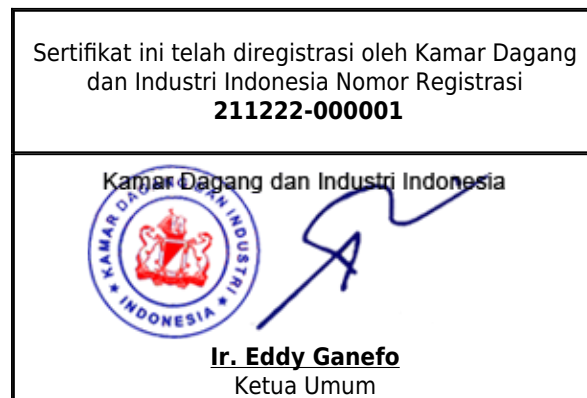 Sertifikat ini telah diregistrasi oleh Kamar Dagang
dan Industri Indonesia Nomor Registrasi
211222-000001
Kamar Dagang dan Industri Indonesia
KAMAR DAGANG DAN INDUSTRI
INDONESIA
Ir. Eddy Ganefo
Ketua Umum